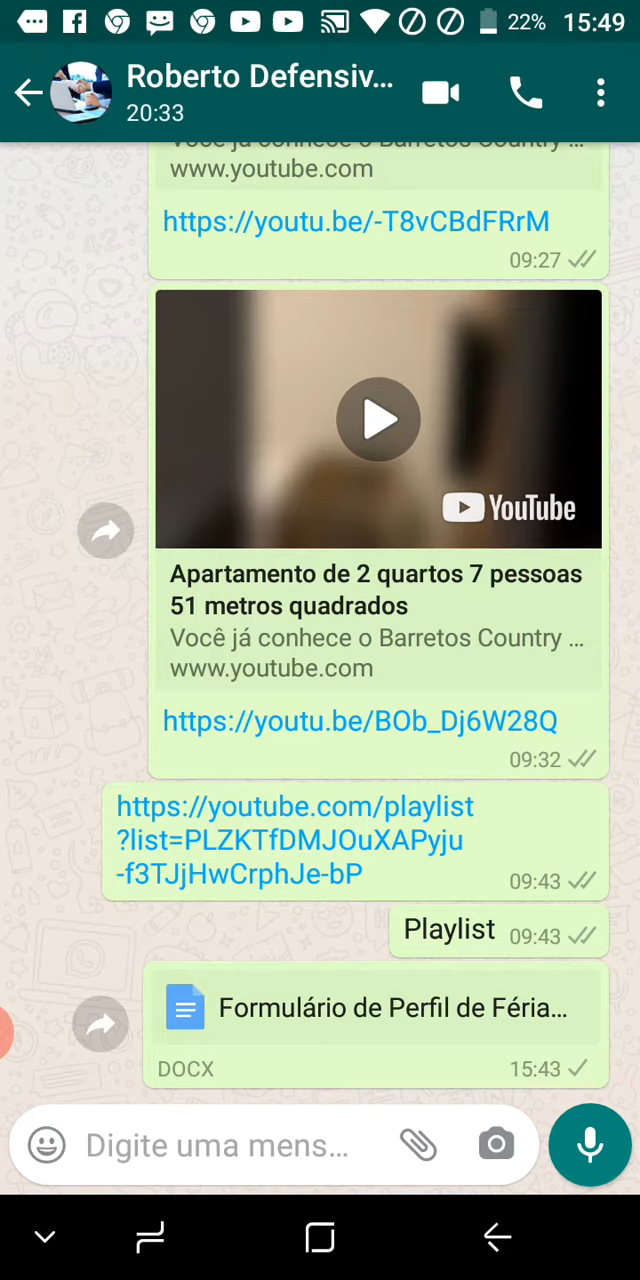 22% 15:49
Roberto Defensiv...
20:33
Você já conhece o Barretos Country ...
www.youtube.com
https://youtu.be/-T8vCBdFRrM
09:27
YouTube
Apartamento de 2 quartos 7 pessoas
51 metros quadrados
Você já conhece o Barretos Country ...
www.youtube.com
https://youtu.be/BOb_Dj6W28Q
09:32
https://youtube.com/playlist
?list=PLZKTfDMJOuXAPyju
-f3TJjHwCrphJe-bP
09:43
Playlist 09:43
Formulário de Perfil de Féria...
DOCX 15:43
Digite uma mens...